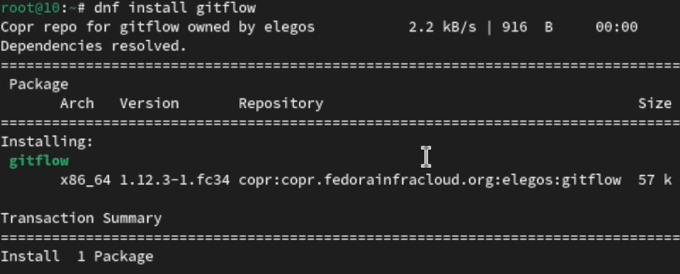 root@10:~# dnf install gitflow
Copr repo for gitflow owned by elegos 2.2 kB/s | 916 B 00:00
Dependencies resolved.
================================================================================
Package
Arch Version Repository Size
================================================================================
Installing:
gitflow
x86_64 1.12.3-1.fc34 copr:copr.fedorainfracloud.org:elegos:gitflow 57 k
Transaction Summary
================================================================================
Install 1 Package